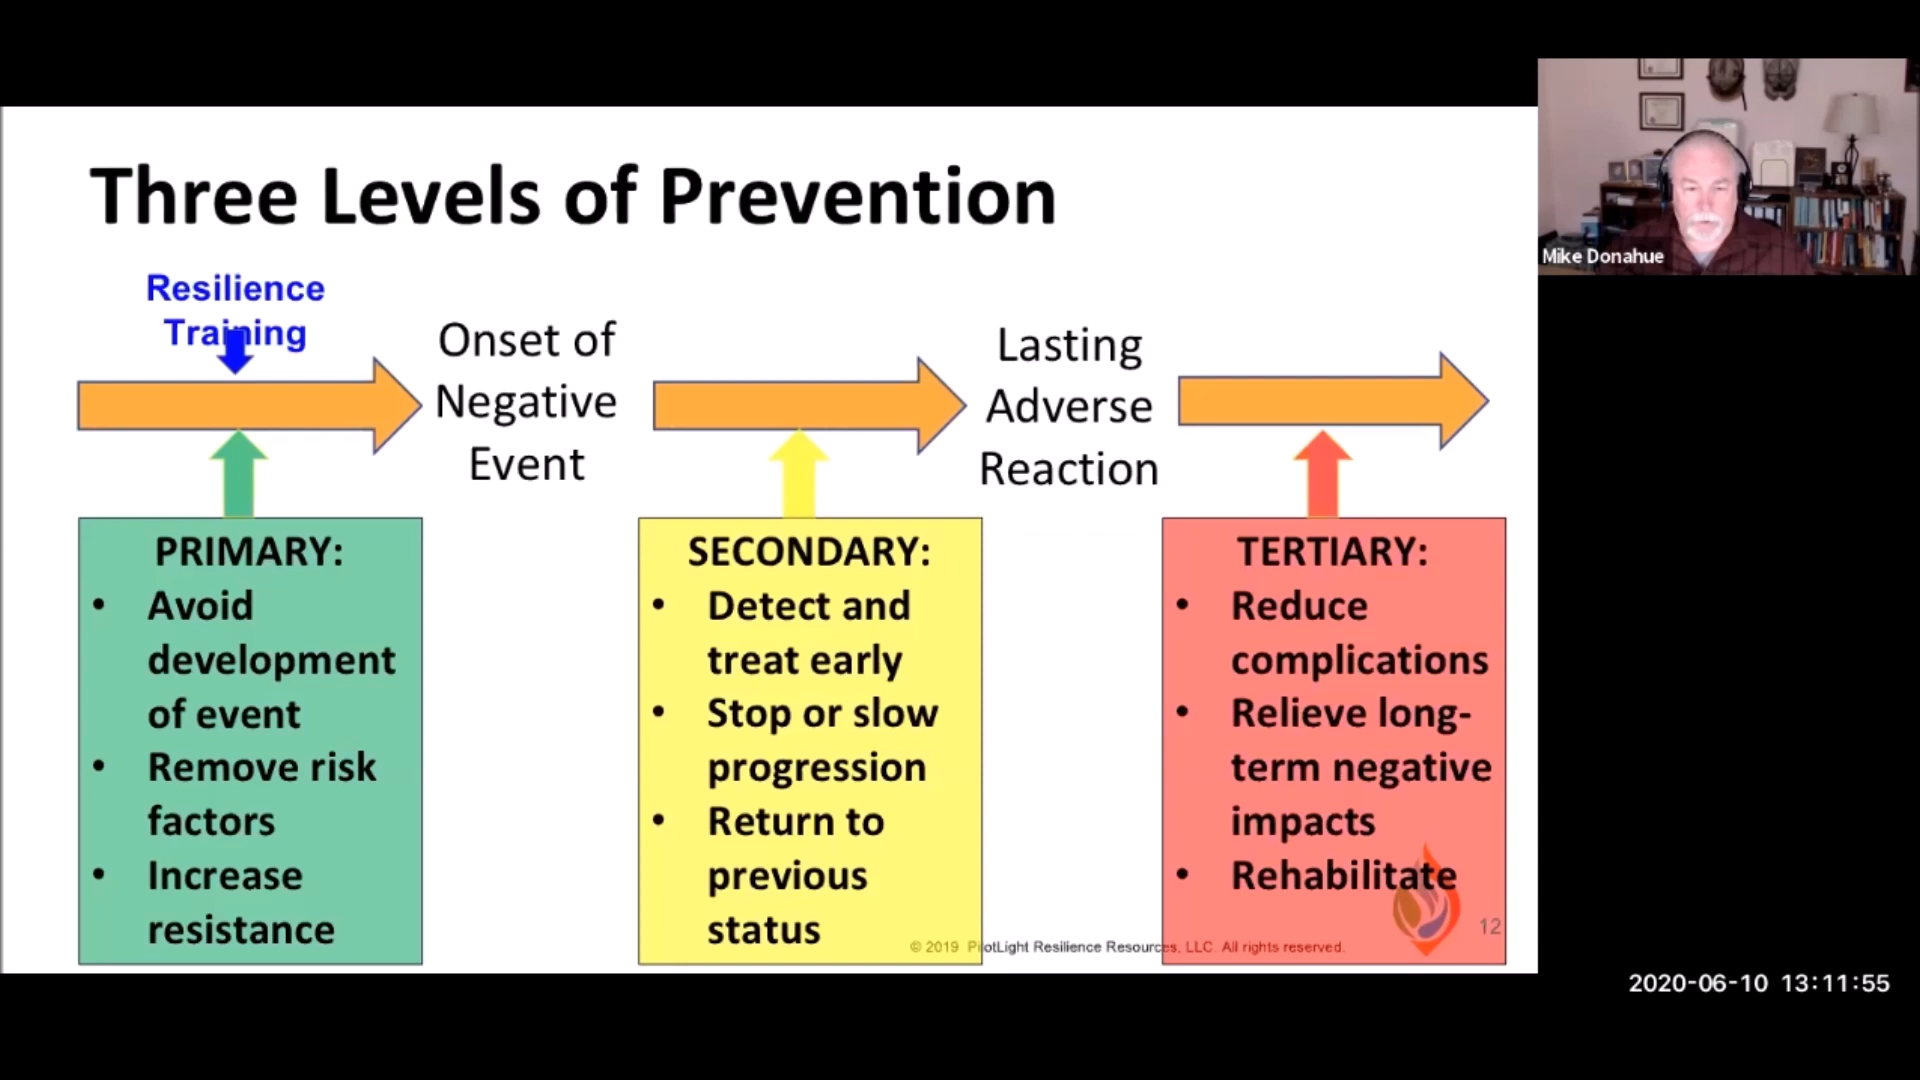 Three Levels of Prevention
Resilience
Training
Onset of
Negative
Event
Lasting
Adverse
Reaction
PRIMARY:
• Avoid
development
of event
• Remove risk
factors
• Increase
resistance
SECONDARY:
• Detect and
treat early
• Stop or slow
progression
• Return to
previous
status
TERTIARY:
• Reduce
complications
• Relieve long-
term negative
impacts
• Rehabilitate
© 2019 PilotLight Resilience Resources, LLC. All rights reserved.
12
Mike Donahue
2020-06-10 13:11:55